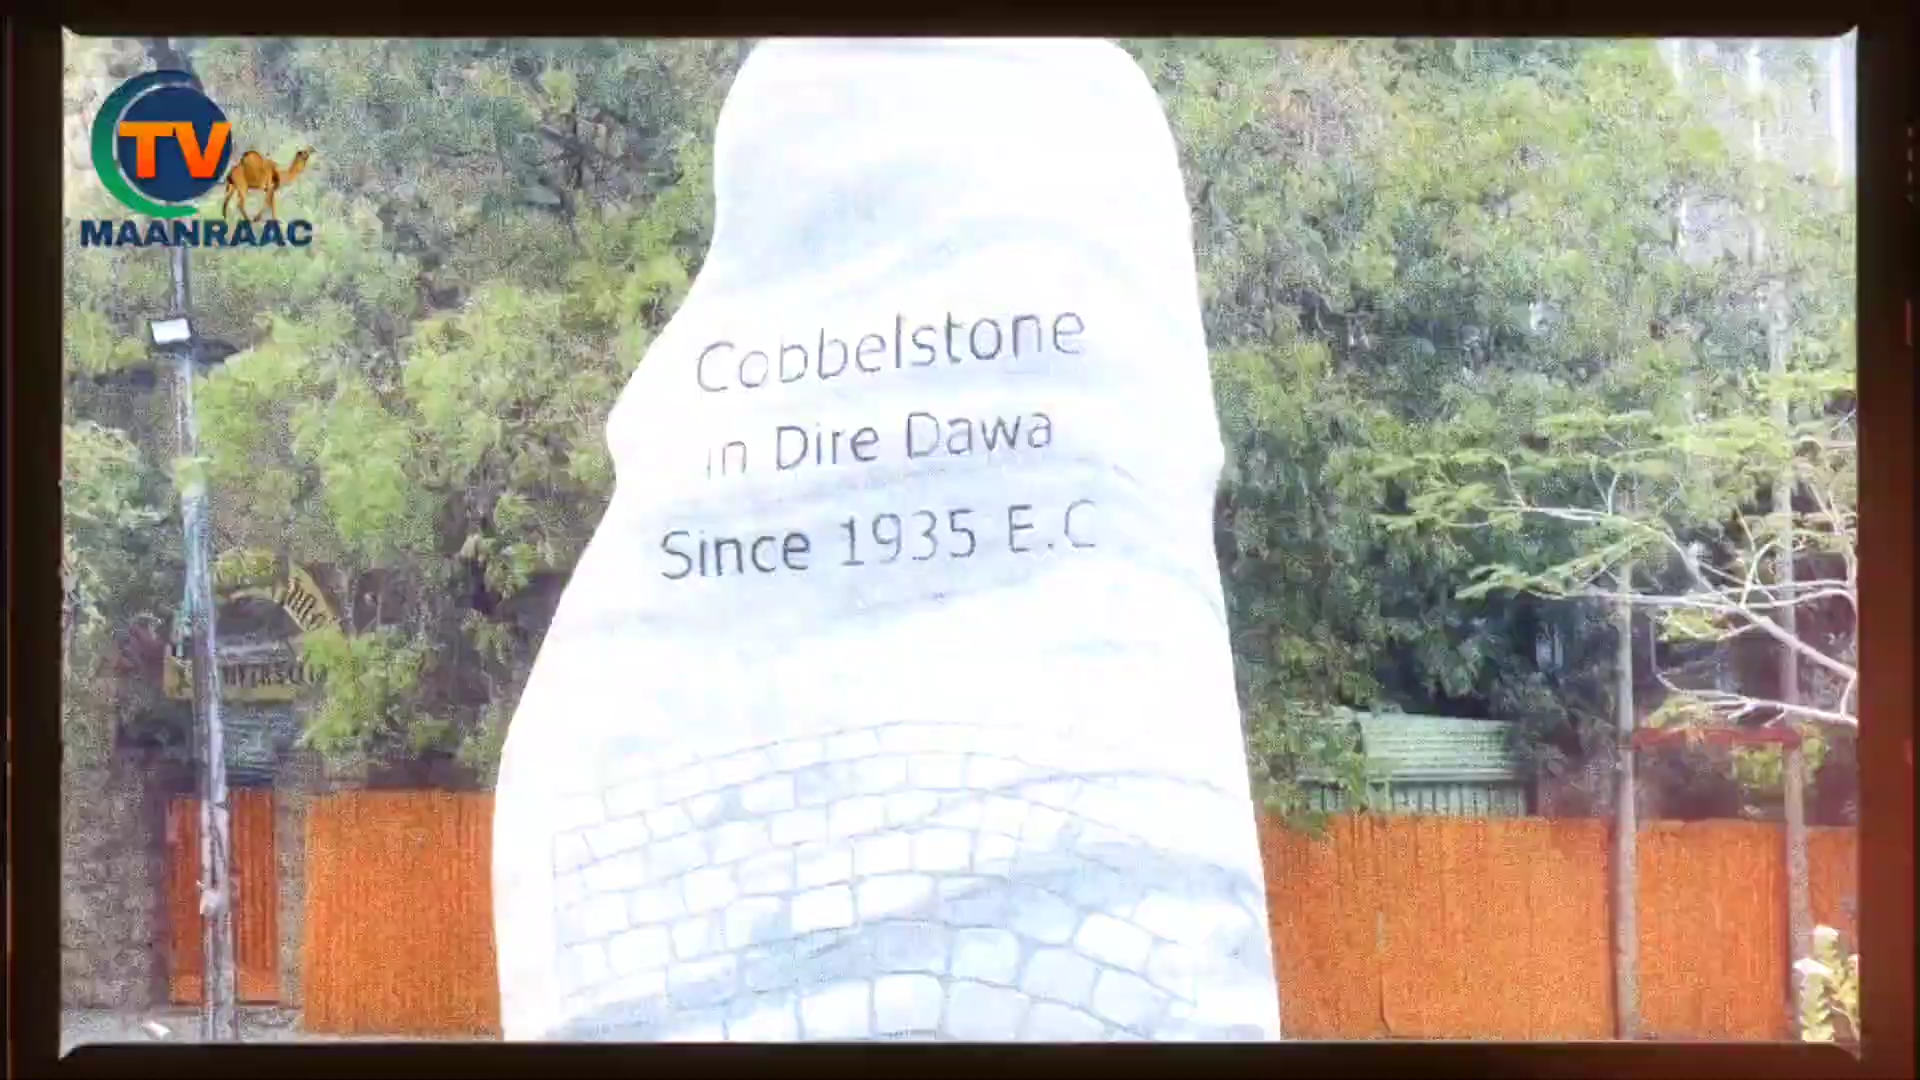 TV
MAANRAAC
Cobbelstone
in Dire Dawa
Since 1935 E.C